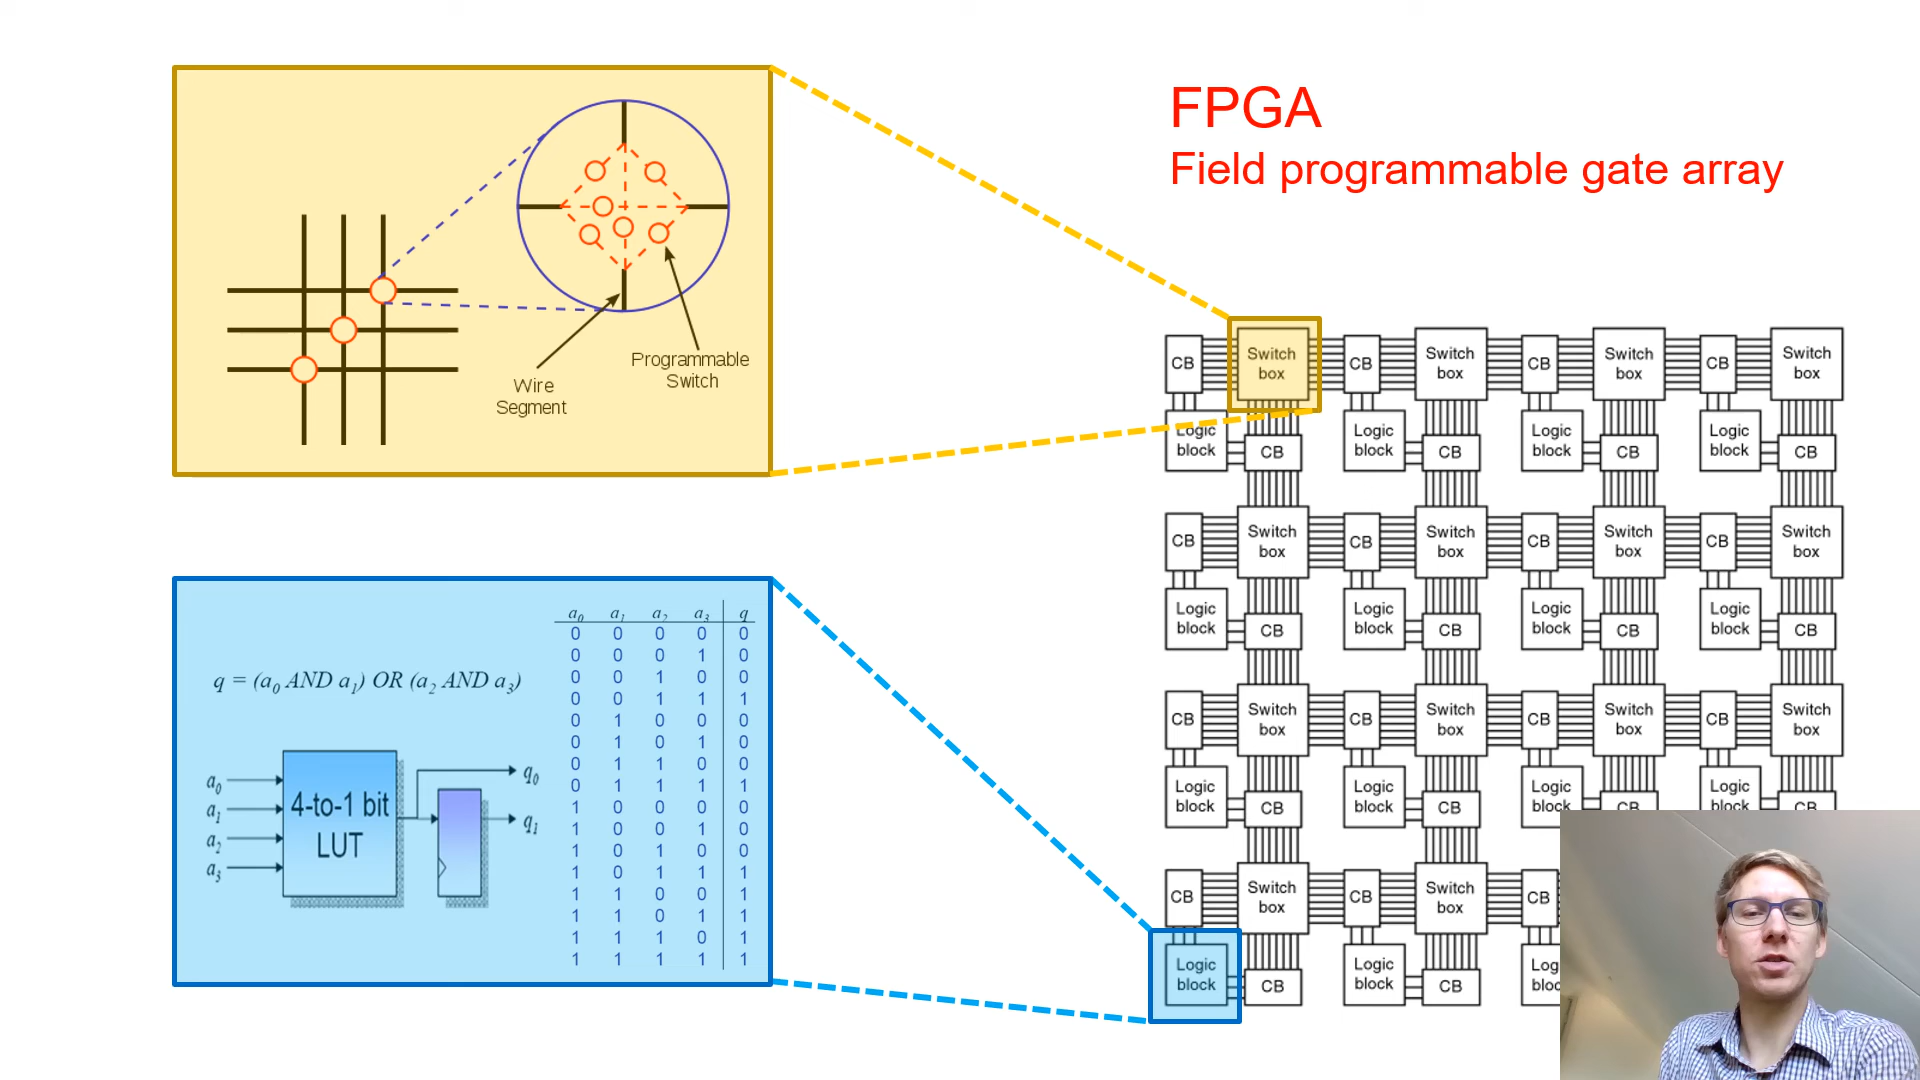 FPGA
Field programmable gate array
Wire
Segment
Programmable
Switch
q = (a0 AND a1) OR (a2 AND a3)
a0
a1
a2
a3
4-to-1 bit
LUT
q0
q1
a0 a1 a2 a3 q
0 0 0 0 0
0 0 0 1 0
0 0 1 0 0
0 0 1 1 1
0 1 0 0 0
0 1 0 1 0
0 1 1 0 0
0 1 1 1 1
1 0 0 0 0
1 0 0 1 0
1 0 1 0 0
1 0 1 1 1
1 1 0 0 1
1 1 0 1 1
1 1 1 0 1
1 1 1 1 1
CB Switch CB Switch CB Switch CB Switch
box box box box
Logic Logic Logic Logic
block CB block CB block CB block CB
CB Switch CB Switch CB Switch CB Switch
box box box box
Logic Logic Logic Logic
block CB block CB block CB block CB
CB Switch CB Switch CB Switch CB Switch
box box box box
Logic Logic Logic Logic
block CB block CB block CB block CB
CB Switch CB Switch CB
box box
Logic Logic Log
block CB block CB bloc